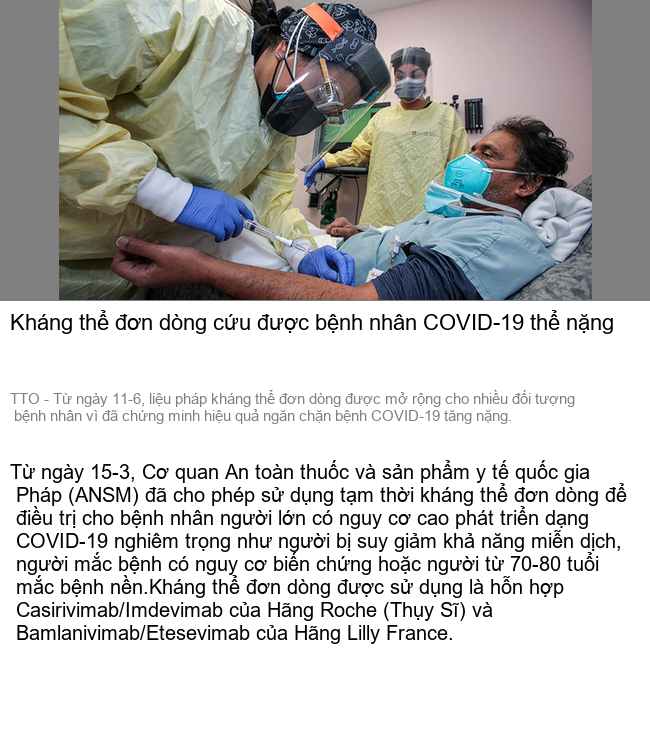 Kháng thể đơn dòng cứu được bệnh nhân COVID-19 thể nặng
TTO - Từ ngày 11-6, liệu pháp kháng thể đơn dòng được mở rộng cho nhiều đối tượng
bệnh nhân vì đã chứng minh hiệu quả ngăn chặn bệnh COVID-19 tăng nặng.
Từ ngày 15-3, Cơ quan An toàn thuốc và sản phẩm y tế quốc gia
Pháp (ANSM) đã cho phép sử dụng tạm thời kháng thể đơn dòng để
điều trị cho bệnh nhân người lớn có nguy cơ cao phát triển dạng
COVID-19 nghiêm trọng như người bị suy giảm khả năng miễn dịch,
người mắc bệnh có nguy cơ biến chứng hoặc người từ 70-80 tuổi
mắc bệnh nền.Kháng thể đơn dòng được sử dụng là hỗn hợp
Casirivimab/Imdevimab của Hãng Roche (Thụy Sĩ) và
Bamlanivimab/Etesevimab của Hãng Lilly France.